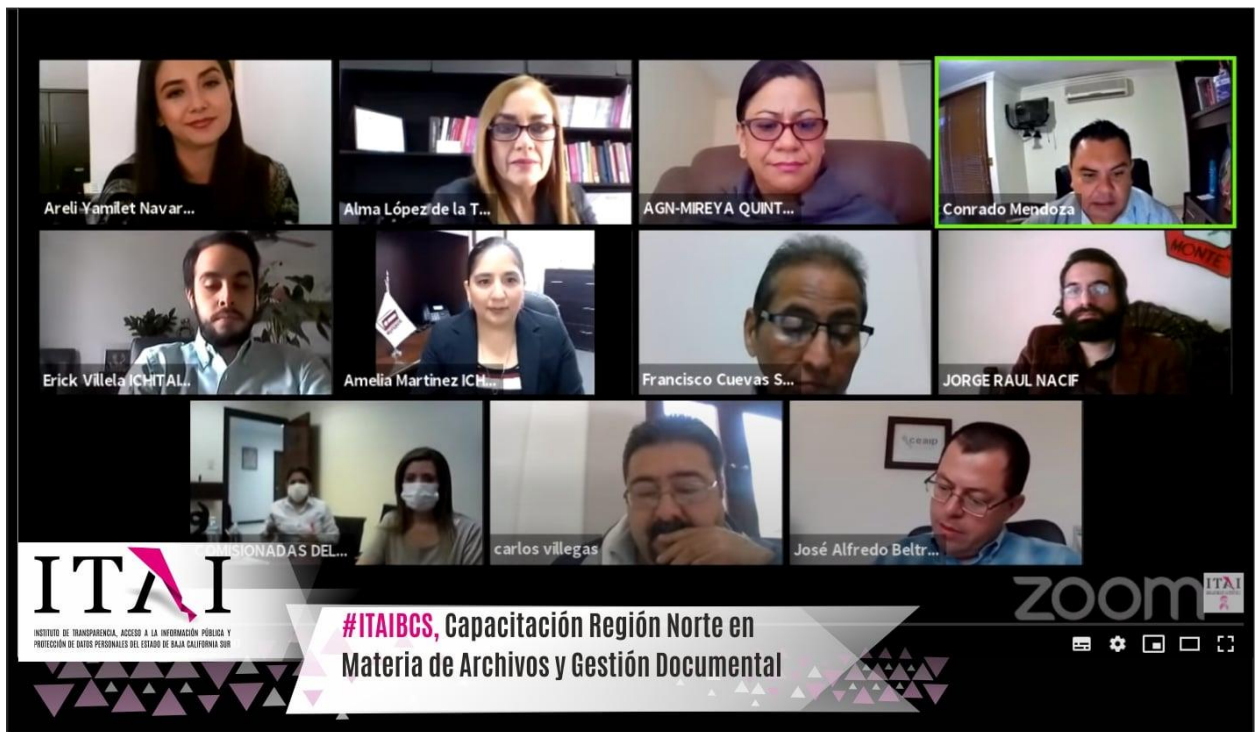 Areli Yamilet Navar...
Alma López de la T...
AGN-MIREYA QUINT...
Conrado Mendoza
Erick Villela ICHITAI...
Amelia Martinez ICH...
Francisco Cuevas S...
JORGE RAUL NACIF
MONTE
COMISIONADAS DEL...
carlos villegas
José Alfredo Beltr...
ceaip
ITAI
INSTITUTO DE TRANSPARENCIA, ACCESO A LA INFORMACIÓN PÚBLICA Y
PROTECCIÓN DE DATOS PERSONALES DEL ESTADO DE BAJA CALIFORNIA SUR
#ITAIBCS, Capacitación Región Norte en
Materia de Archivos y Gestión Documental
zoom
ITAI